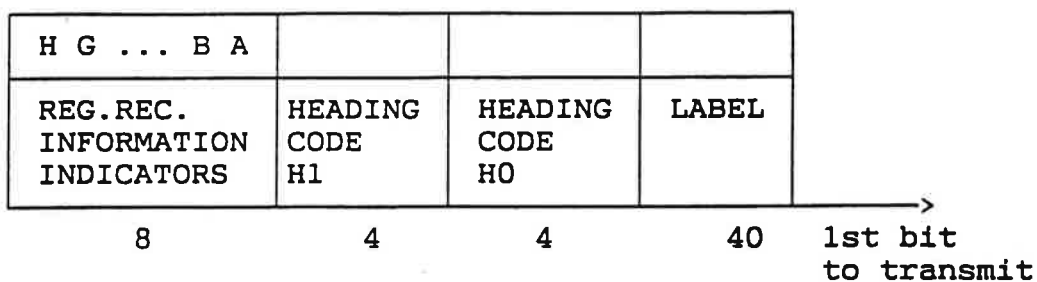 H G ... B A
REG.REC. HEADING HEADING LABEL
INFORMATION CODE CODE
INDICATORS H1 H0
8 4 4 40 1st bit
to transmit